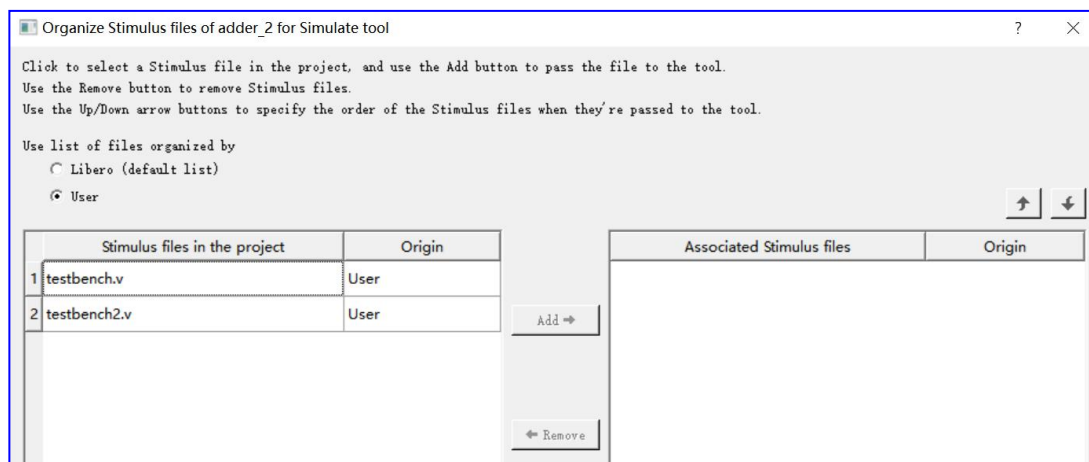 Organize Stimulus files of adder_2 for Simulate tool ? ×
Click to select a Stimulus file in the project, and use the Add button to pass the file to the tool.
Use the Remove button to remove Stimulus files.
Use the Up/Down arrow buttons to specify the order of the Stimulus files when they're passed to the tool.
Use list of files organized by
Libero (default list)
User
Stimulus files in the project Origin Associated Stimulus files Origin
1 testbench.v User
2 testbench2.v User
Add
Remove